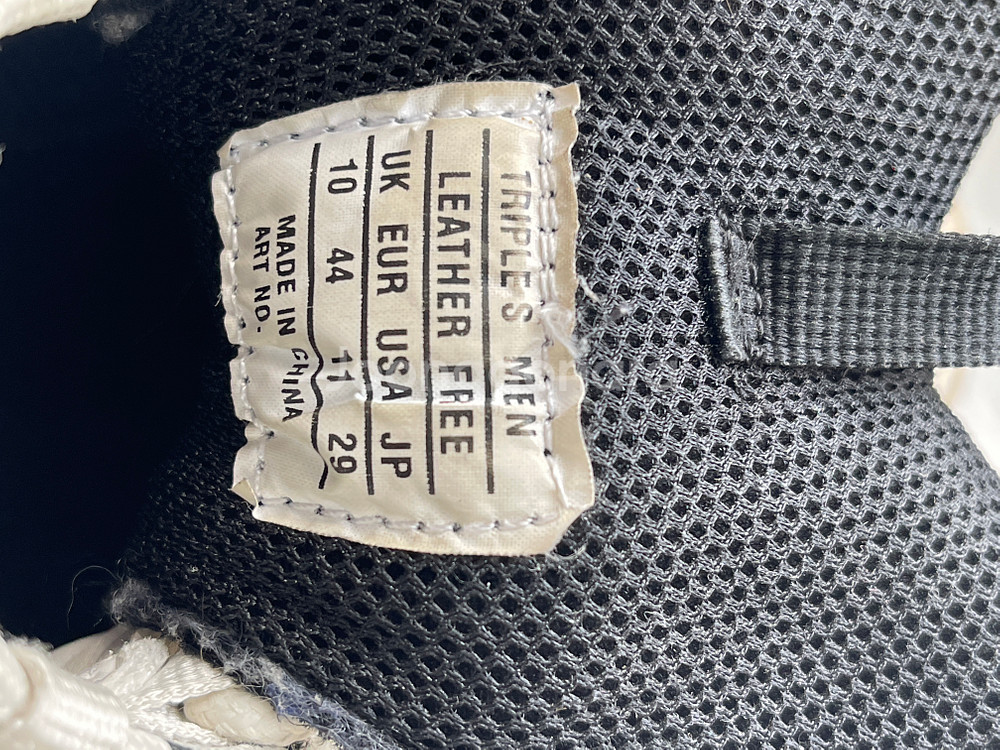 TRIPLE S MEN
LEATHER FREE
UK EUR USA JP
10 44 11 29
MADE IN CHINA
ART NO.